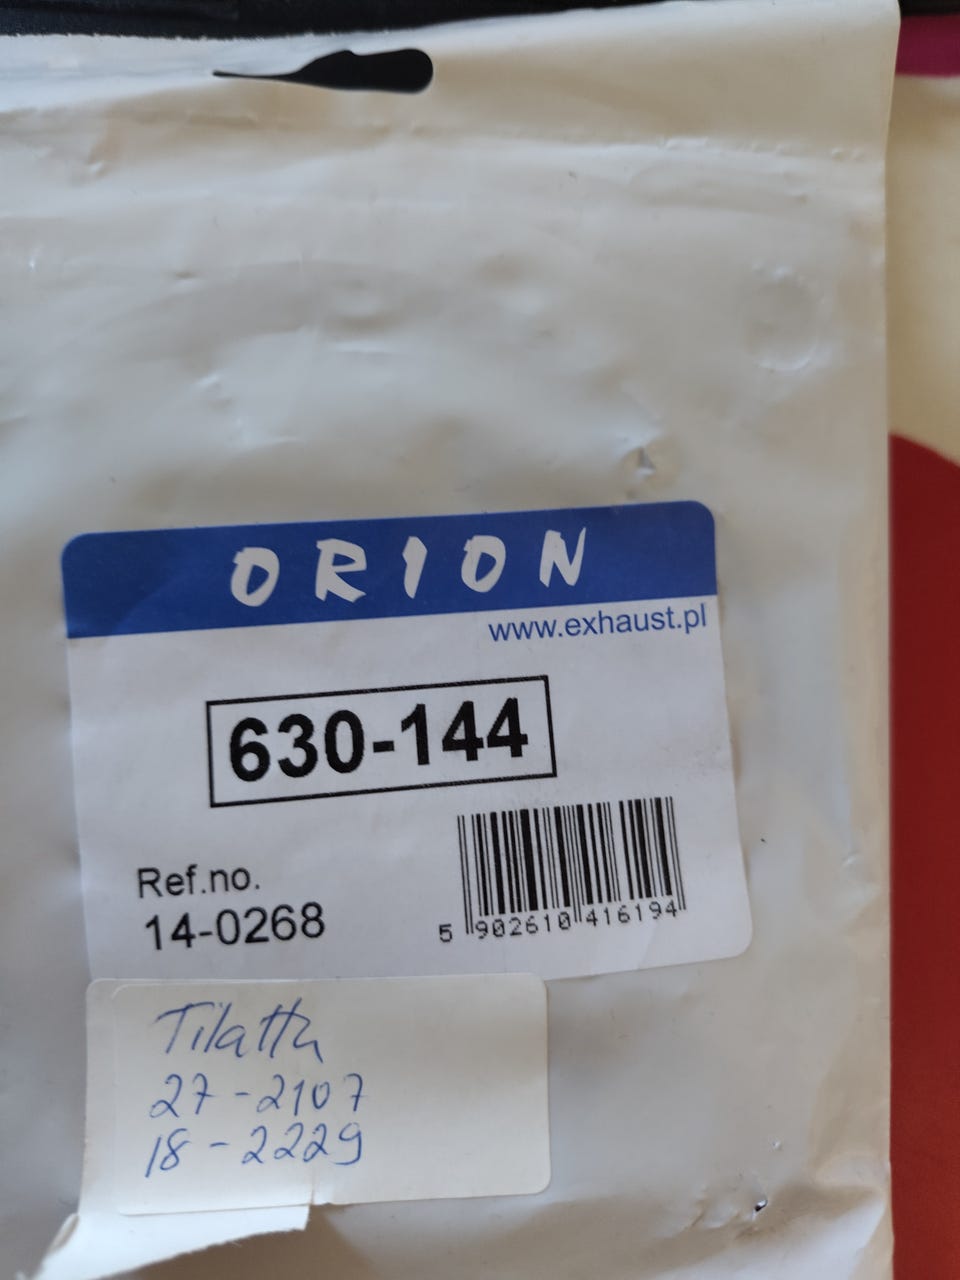 ORION
www.exhaust.pl
630-144
Ref.no.
14-0268
5 902610 416194
Tilattu
27-2107
18-2229